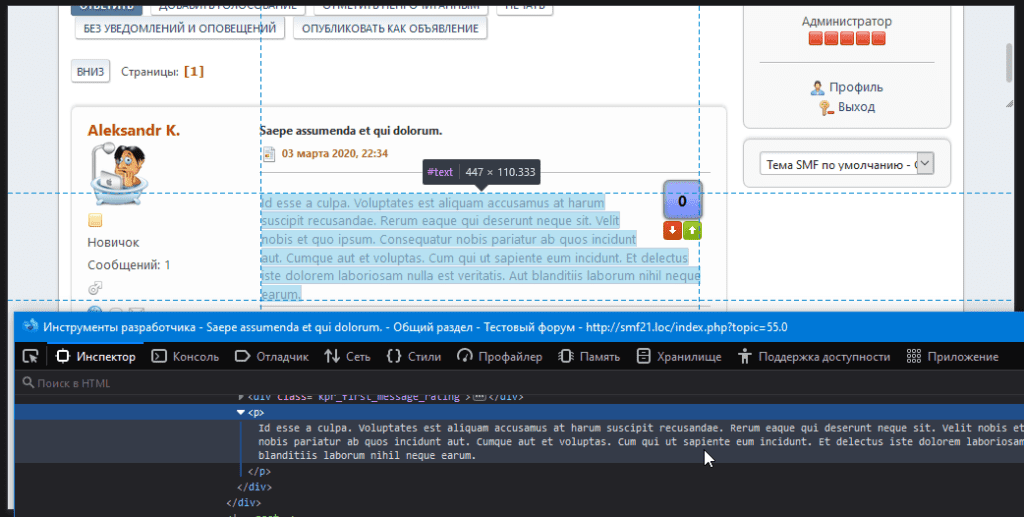 ОТВЕТИТЬ
ДОБАВИТЬ ГОЛОСОВАНИЕ
ОТМЕТИТЬ НЕПРОЧИТАННЫМ
ПЕЧАТЬ
БЕЗ УВЕДОМЛЕНИЙ И ОПОВЕЩЕНИЙ
ОПУБЛИКОВАТЬ КАК ОБЪЯВЛЕНИЕ
ВНИЗ Страницы: [1]
Администратор
Профиль
Выход
Тема SMF по умолчанию - С
Aleksandr K.
Новичок
Сообщений: 1
Saepe assumenda et qui dolorum.
03 марта 2020, 22:34
#text 447 × 110.333
Id esse a culpa. Voluptates est aliquam accusamus at harum
suscipit recusandae. Rerum eaque qui deserunt neque sit. Velit
nobis et quo ipsum. Consequatur nobis pariatur ab quos incidunt
aut. Cumque aut et voluptas. Cum qui ut sapiente eum incidunt. Et delectus
iste dolorem laboriosam nulla est veritatis. Aut blanditiis laborum nihil neque
earum.
0
Инструменты разработчика - Saepe assumenda et qui dolorum. - Общий раздел - Тестовый форум - http://smf21.loc/index.php?topic=55.0
Инспектор Консоль Отладчик Сеть Стили Профайлер Память Хранилище Поддержка доступности Приложение
Поиск в HTML
<div class="kpr_first_message_rating">…</div>
<p>
Id esse a culpa. Voluptates est aliquam accusamus at harum suscipit recusandae. Rerum eaque qui deserunt neque sit. Velit nobis et
nobis pariatur ab quos incidunt aut. Cumque aut et voluptas. Cum qui ut sapiente eum incidunt. Et delectus iste dolorem laboriosam
blanditiis laborum nihil neque earum.
</p>
</div>
</div>